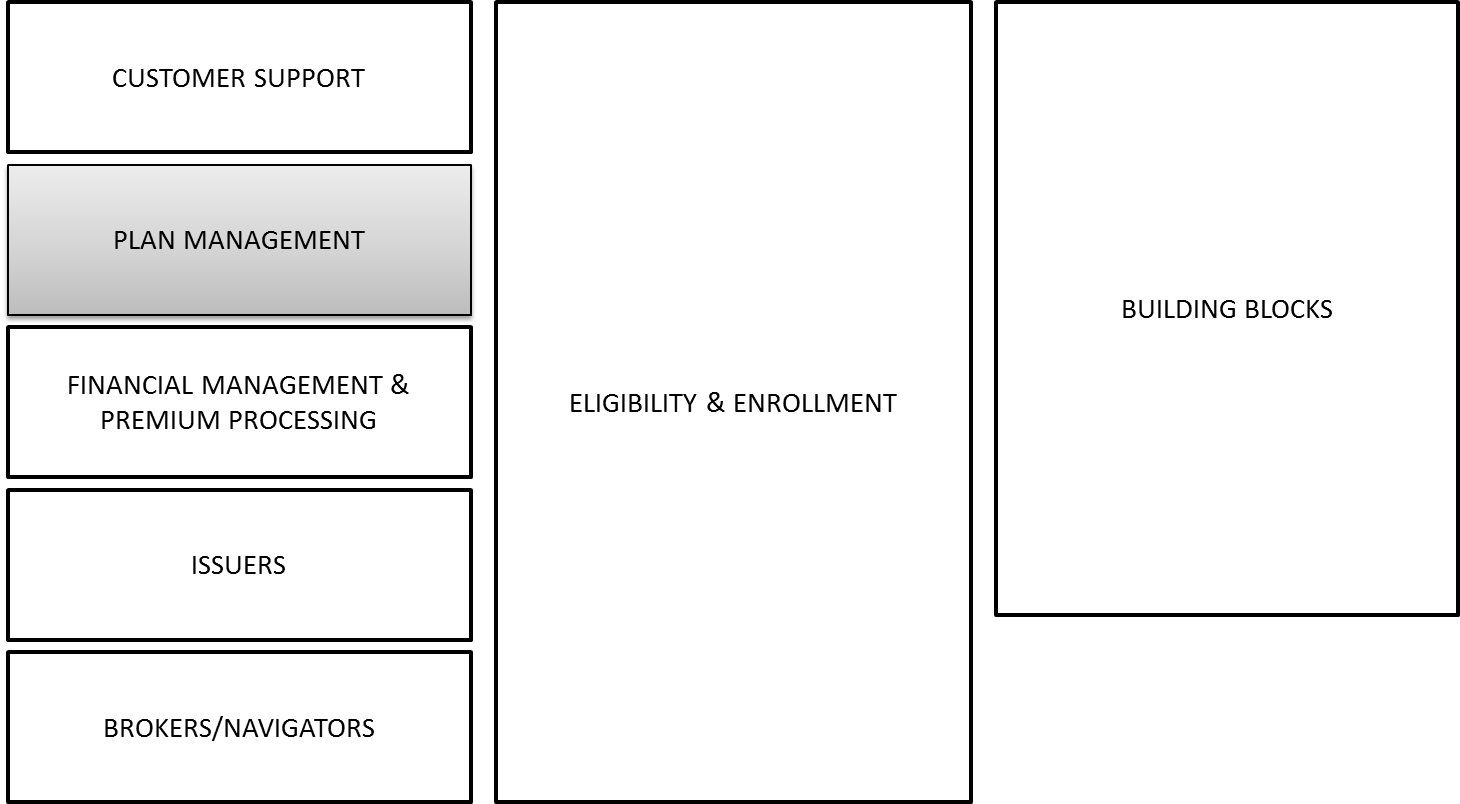 CUSTOMER SUPPORT
PLAN MANAGEMENT
FINANCIAL MANAGEMENT &
PREMIUM PROCESSING
ISSUERS
BROKERS/NAVIGATORS
ELIGIBILITY & ENROLLMENT
BUILDING BLOCKS